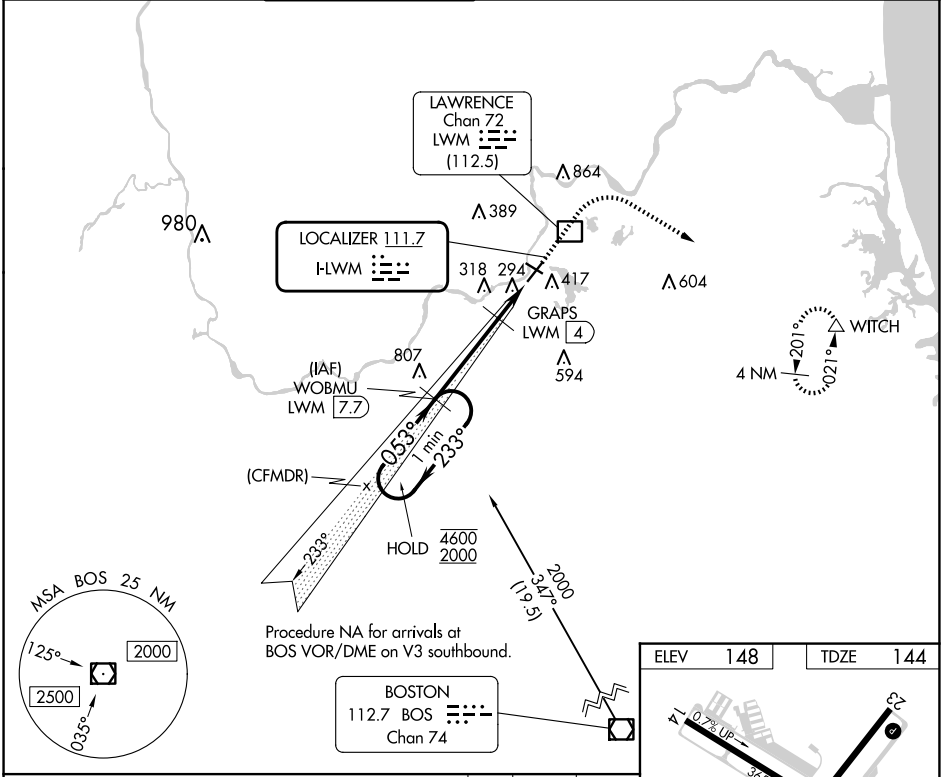 LAWRENCE
Chan 72
LWM
(112.5)
864
389
980
LOCALIZER 111.7
I-LWM
318
294
417
604
GRAPS
LWM 4
WITCH
201°
021°
4 NM
594
807
(IAF)
WOBMU
LWM 7.7
053°
1 min
233°
(CFMDR)
HOLD
4600
2000
233°
2000
347°
(19.5)
MSA BOS 25 NM
125°
2000
2500
035°
Procedure NA for arrivals at
BOS VOR/DME on V3 southbound.
BOSTON
112.7 BOS
Chan 74
ELEV 148
TDZE 144
14
0.7% UP
23
P